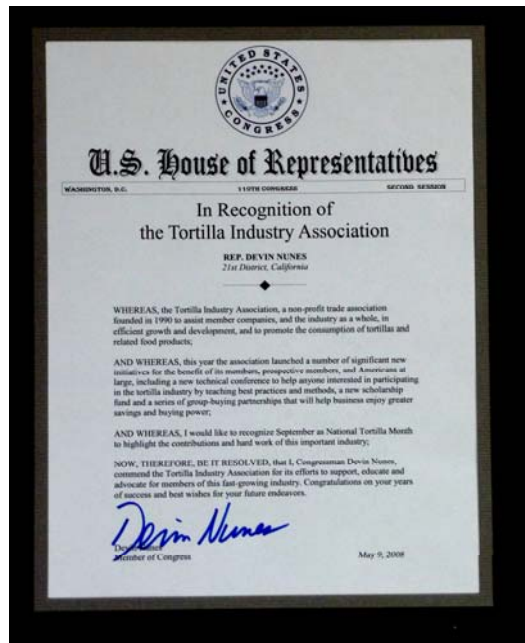 UNITED STATES
CONGRESS
U.S. House of Representatives
WASHINGTON, D.C. 110TH CONGRESS SECOND SESSION
In Recognition of
the Tortilla Industry Association
REP. DEVIN NUNES
21st District, California
WHEREAS, the Tortilla Industry Association, a non-profit trade association
founded in 1990 to assist member companies, and the industry as a whole, in
efficient growth and development, and to promote the consumption of tortillas and
related food products;
AND WHEREAS, this year the association launched a number of significant new
initiatives for the benefit of its members, prospective members, and Americans at
large, including a new technical conference to help anyone interested in participating
in the tortilla industry by teaching best practices and methods, a new scholarship
fund and a series of group-buying partnerships that will help business enjoy greater
savings and buying power;
AND WHEREAS, I would like to recognize September as National Tortilla Month
to highlight the contributions and hard work of this important industry;
NOW, THEREFORE, BE IT RESOLVED, that I, Congressman Devin Nunes,
commend the Tortilla Industry Association for its efforts to support, educate and
advocate for members of this fast-growing industry. Congratulations on your years
of success and best wishes for your future endeavors.
Devin Nunes
Devin Nunes
Member of Congress May 9, 2008